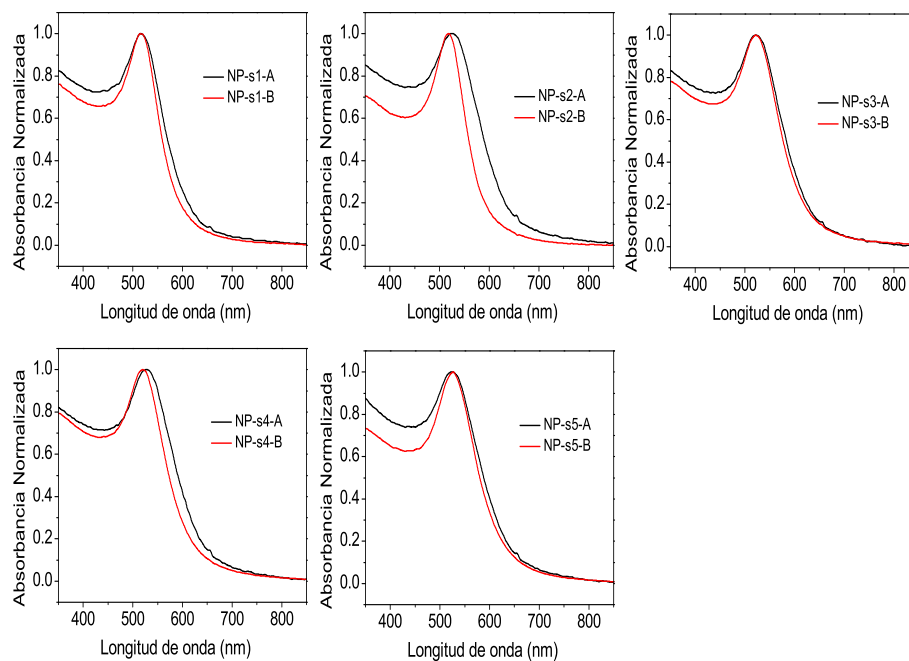 Absorbancia Normalizada
1.0
0.8
0.6
0.4
0.2
0.0
NP-s1-A
NP-s1-B
400 500 600 700 800
Longitud de onda (nm)
Absorbancia Normalizada
1.0
0.8
0.6
0.4
0.2
0.0
NP-s2-A
NP-s2-B
400 500 600 700 800
Longitud de onda (nm)
Absorbancia Normalizada
1.0
0.8
0.6
0.4
0.2
0.0
NP-s3-A
NP-s3-B
400 500 600 700 800
Longitud de onda (nm)
Absorbancia Normalizada
1.0
0.8
0.6
0.4
0.2
0.0
NP-s4-A
NP-s4-B
400 500 600 700 800
Longitud de onda (nm)
Absorbancia Normalizada
1.0
0.8
0.6
0.4
0.2
0.0
NP-s5-A
NP-s5-B
400 500 600 700 800
Longitud de onda (nm)